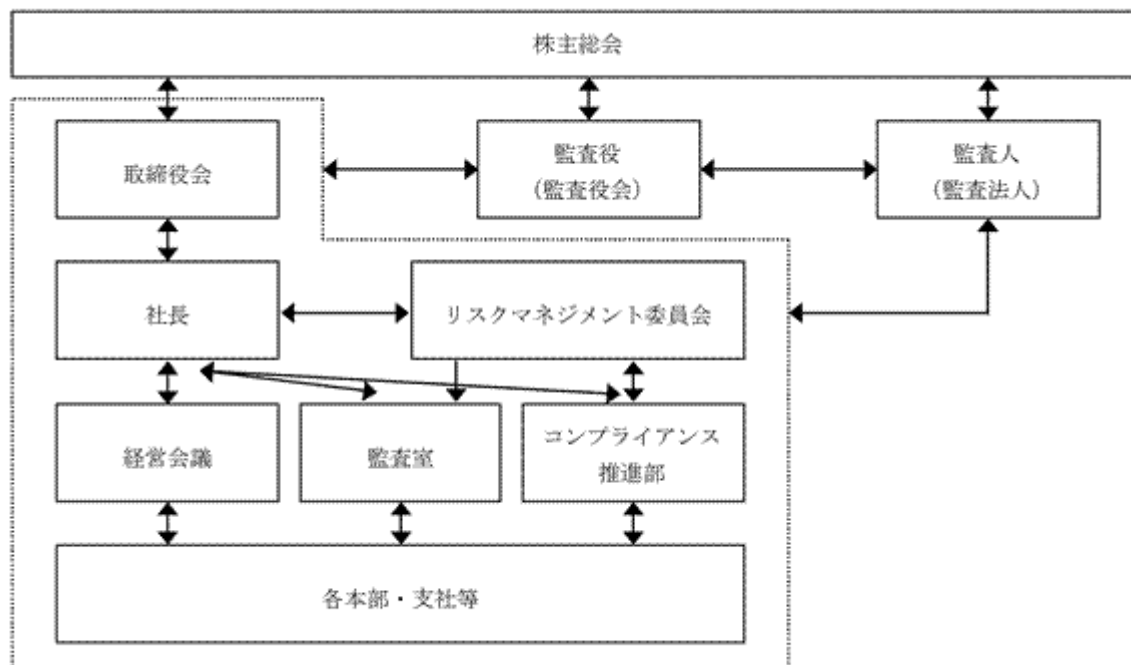 株主総会
取締役会
監査役
（監査役会）
監査人
（監査法人）
社長
リスクマネジメント委員会
経営会議
監査室
コンプライアンス
推進部
各本部・支社等